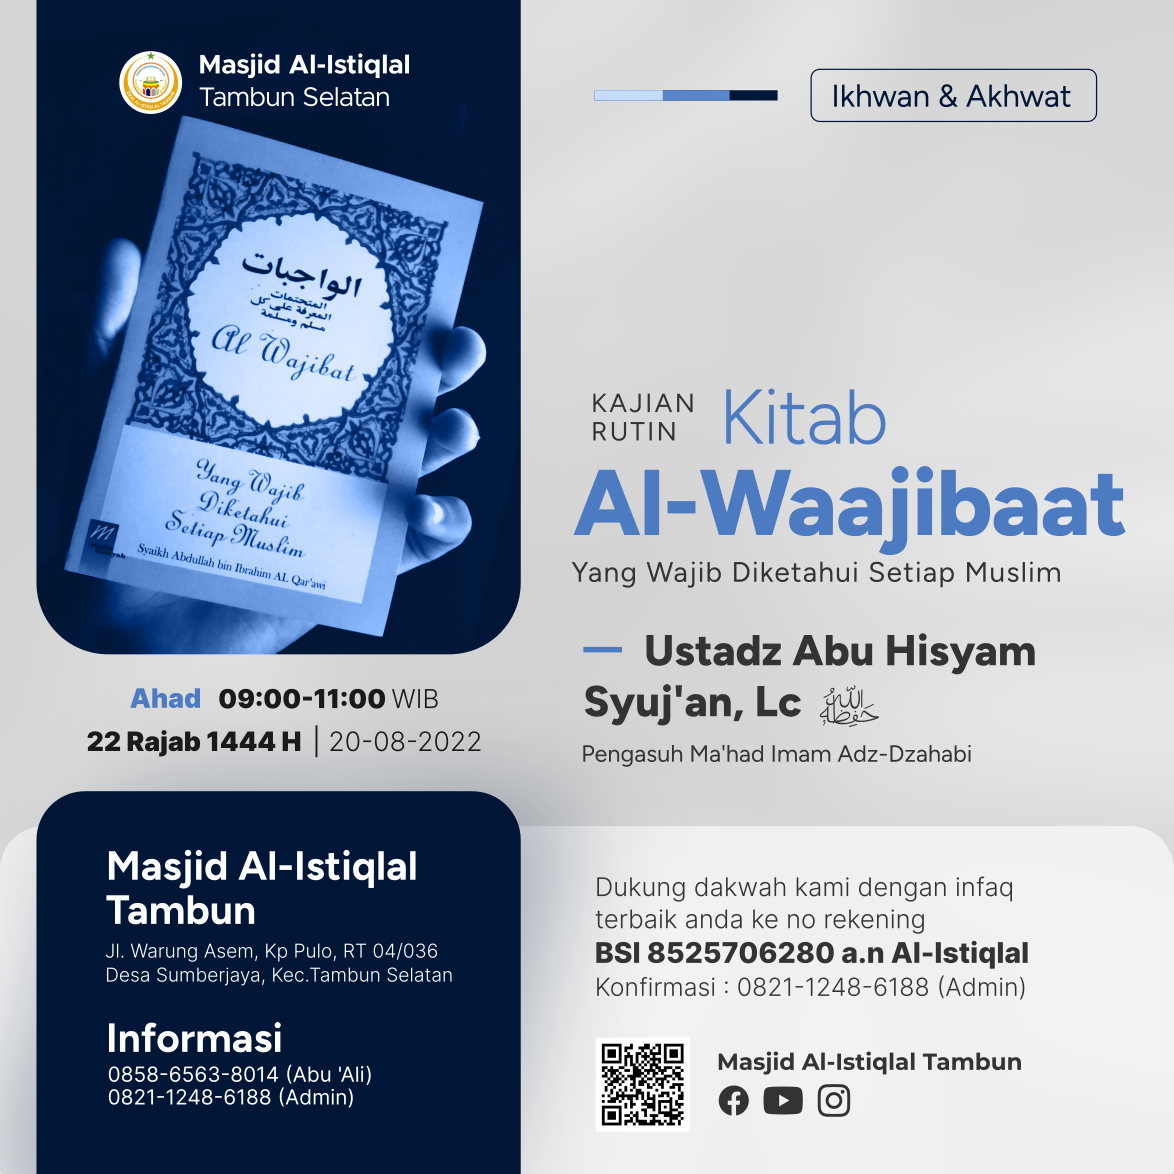 Masjid Al-Istiqlal
Tambun Selatan
Ikhwan & Akhwat
الواجبات
المتحتمات
المعرفة على كل
مسلم ومسلمة
Al Wajibat
Yang Wajib
Diketahui
Setiap Muslim
Syaikh Abdullah bin Ibrahim AL Qar'awi
KAJIAN
RUTIN
Kitab
Al-Waajibaat
Yang Wajib Diketahui Setiap Muslim
Ustadz Abu Hisyam
Syuj'an, Lc حفظه الله
Pengasuh Ma'had Imam Adz-Dzahabi
Ahad 09:00-11:00 WIB
22 Rajab 1444 H | 20-08-2022
Masjid Al-Istiqlal
Tambun
Jl. Warung Asem, Kp Pulo, RT 04/036
Desa Sumberjaya, Kec.Tambun Selatan
Informasi
0858-6563-8014 (Abu 'Ali)
0821-1248-6188 (Admin)
Dukung dakwah kami dengan infaq
terbaik anda ke no rekening
BSI 8525706280 a.n Al-Istiqlal
Konfirmasi : 0821-1248-6188 (Admin)
Masjid Al-Istiqlal Tambun